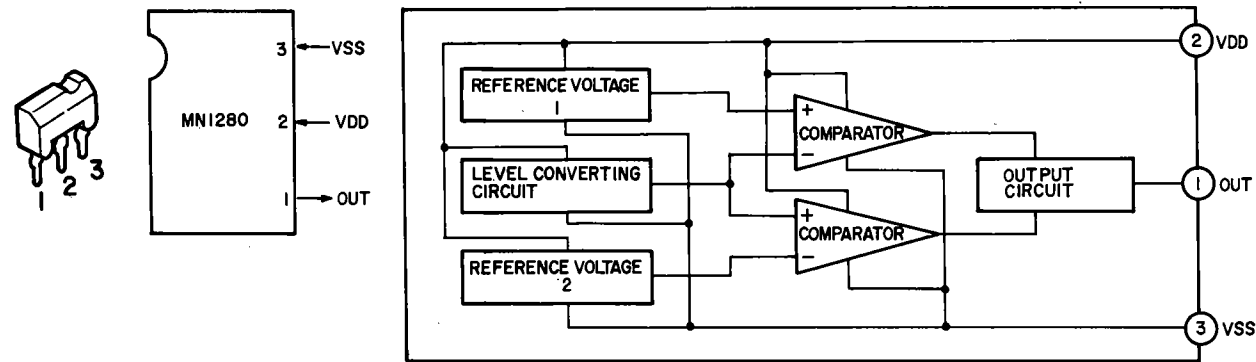 1
2
3
MN1280
3 VSS
2 VDD
1 OUT
REFERENCE VOLTAGE
1
LEVEL CONVERTING
CIRCUIT
REFERENCE VOLTAGE
2
+
COMPARATOR
−
+
COMPARATOR
−
OUTPUT
CIRCUIT
2 VDD
1 OUT
3 VSS